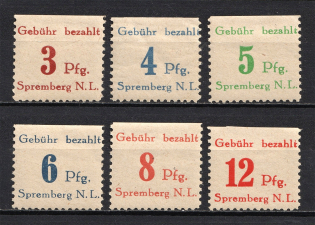 Gebühr bezahlt
3 Pfg.
Spremberg N.L.
Gebühr bezahlt
4 Pfg.
Spremberg N.L.
Gebühr bezahlt
5 Pfg.
Spremberg N.L.
Gebühr bezahlt
6 Pfg.
Spremberg N.L.
Gebühr bezahlt
8 Pfg.
Spremberg N.L.
Gebühr bezahlt
12 Pfg.
Spremberg N.L.